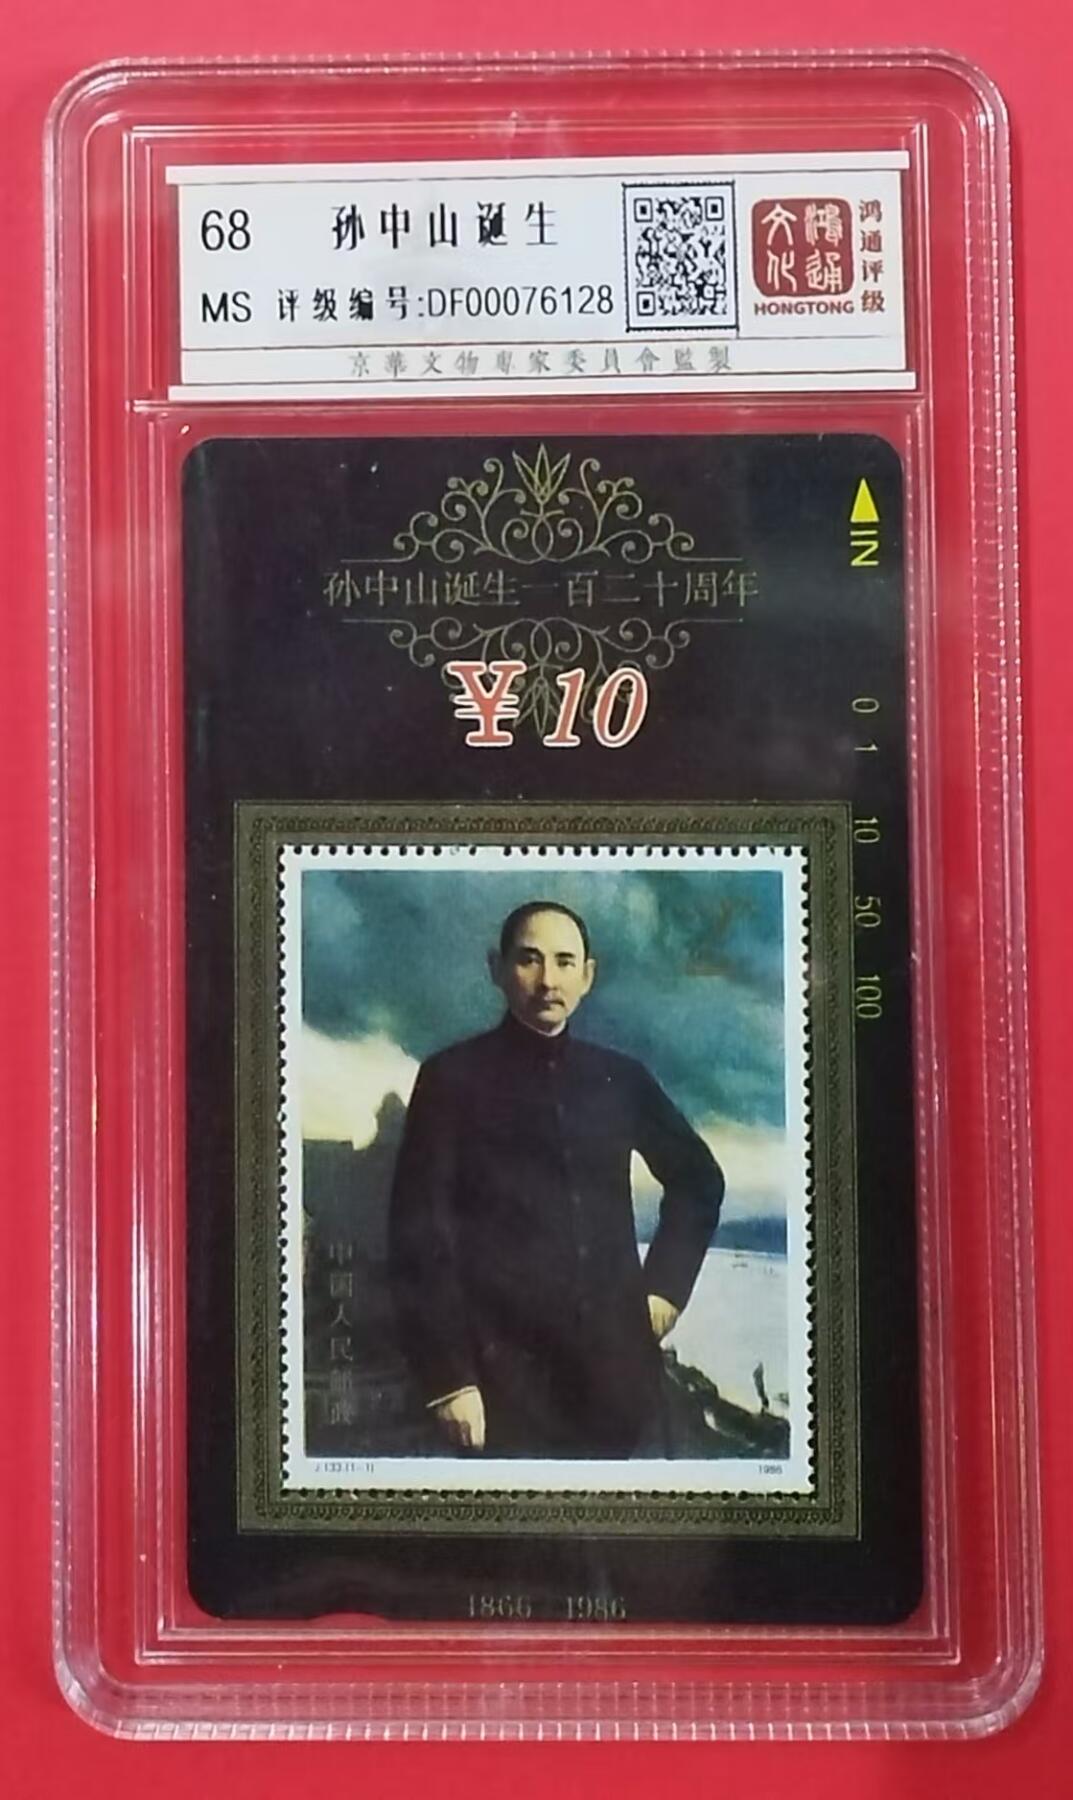 68 孙中山诞生
MS 评级编号:DF00076128
文化 鸿通
HONGTONG
鸿通评级
京華文物專家委員會監製
IN
孙中山诞生一百二十周年
¥10
0 1 10 50 100
中国人民邮政
J.133.(1-1)
1986
1866 1986